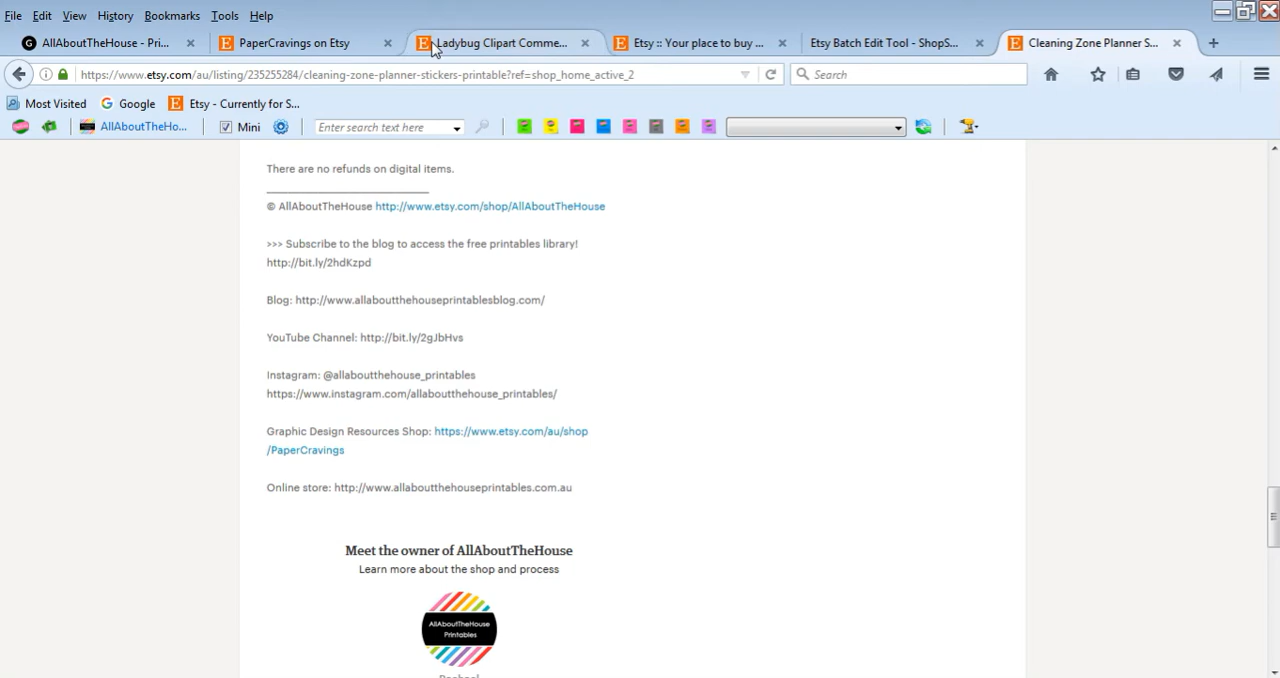 File Edit View History Bookmarks Tools Help
AllAboutTheHouse - Pri... PaperCravings on Etsy Ladybug Clipart Comme... Etsy :: Your place to buy ... Etsy Batch Edit Tool - ShopS... Cleaning Zone Planner S...
https://www.etsy.com/au/listing/235255284/cleaning-zone-planner-stickers-printable?ref=shop_home_active_2 Search
Most Visited Google Etsy - Currently for S...
AllAboutTheHo... Mini Enter search text here
There are no refunds on digital items.
© AllAboutTheHouse http://www.etsy.com/shop/AllAboutTheHouse
>>> Subscribe to the blog to access the free printables library!
http://bit.ly/2hdKzpd
Blog: http://www.allaboutthehouseprintablesblog.com/
YouTube Channel: http://bit.ly/2gJbHvs
Instagram: @allaboutthehouse_printables
https://www.instagram.com/allaboutthehouse_printables/
Graphic Design Resources Shop: https://www.etsy.com/au/shop
/PaperCravings
Online store: http://www.allaboutthehouseprintables.com.au
Meet the owner of AllAboutTheHouse
Learn more about the shop and process
AllAboutTheHouse
Printables